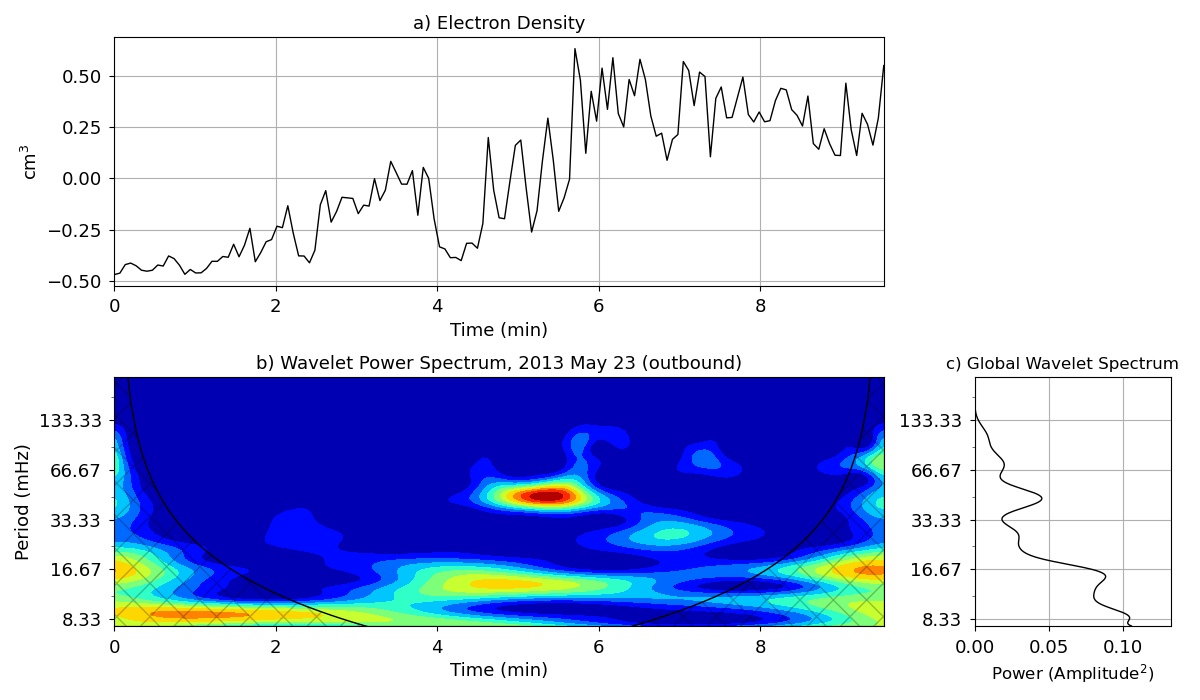 a) Electron Density
cm³
0.50
0.25
0.00
−0.25
−0.50
0 2 4 6 8
Time (min)
b) Wavelet Power Spectrum, 2013 May 23 (outbound)
Period (mHz)
133.33
66.67
33.33
16.67
8.33
0 2 4 6 8
Time (min)
c) Global Wavelet Spectrum
133.33
66.67
33.33
16.67
8.33
0.00 0.05 0.10
Power (Amplitude²)